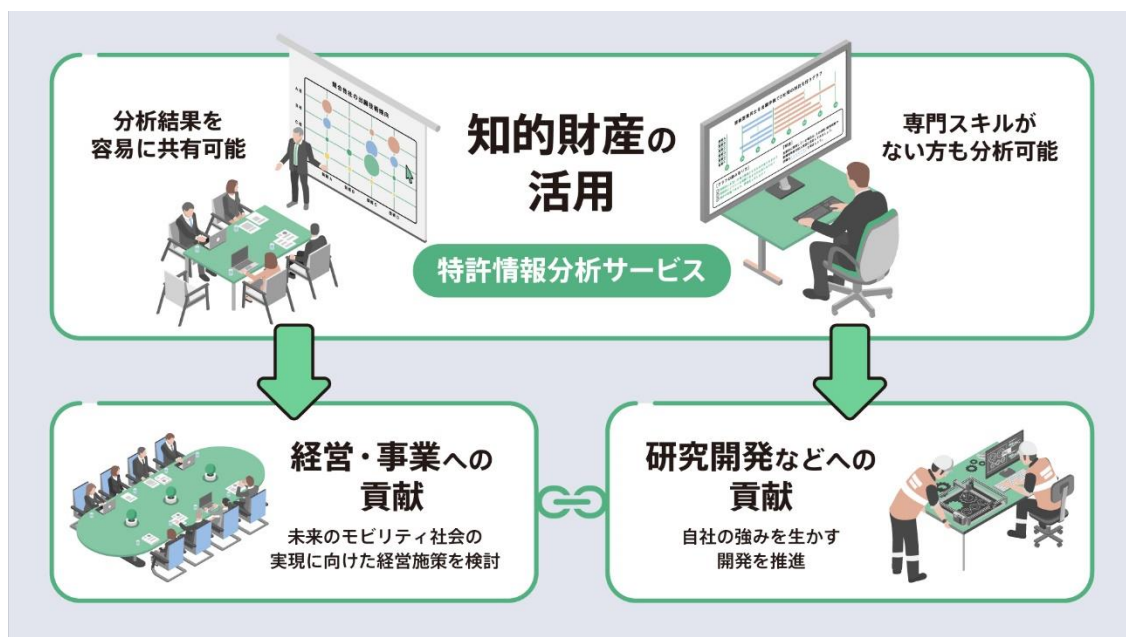 分析結果を
容易に共有可能
知的財産の
活用
特許情報分析サービス
専門スキルが
ない方も分析可能
経営・事業への
貢献
未来のモビリティ社会の
実現に向けた経営施策を検討
研究開発などへの
貢献
自社の強みを生かす
開発を推進